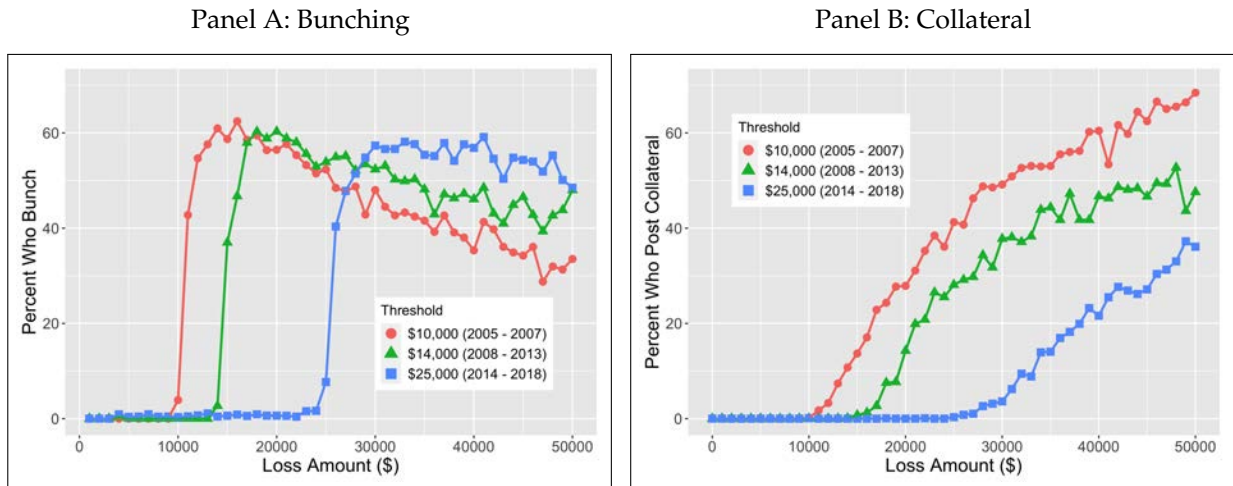 Panel A: Bunching
Panel B: Collateral
Percent Who Bunch
60
40
20
0
Threshold
$10,000 (2005 - 2007)
$14,000 (2008 - 2013)
$25,000 (2014 - 2018)
0 10000 20000 30000 40000 50000
Loss Amount ($)
Percent Who Post Collateral
60
40
20
0
Threshold
$10,000 (2005 - 2007)
$14,000 (2008 - 2013)
$25,000 (2014 - 2018)
0 10000 20000 30000 40000 50000
Loss Amount ($)